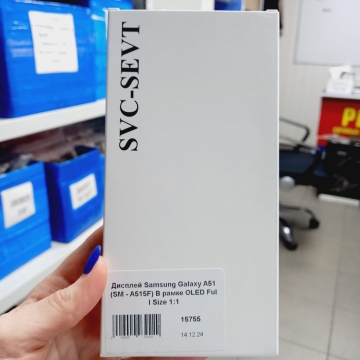 SVC-SEVT
Дисплей Samsung Galaxy A51
(SM - A515F) В рамке OLED Ful
l Size 1:1
15755
14.12.24